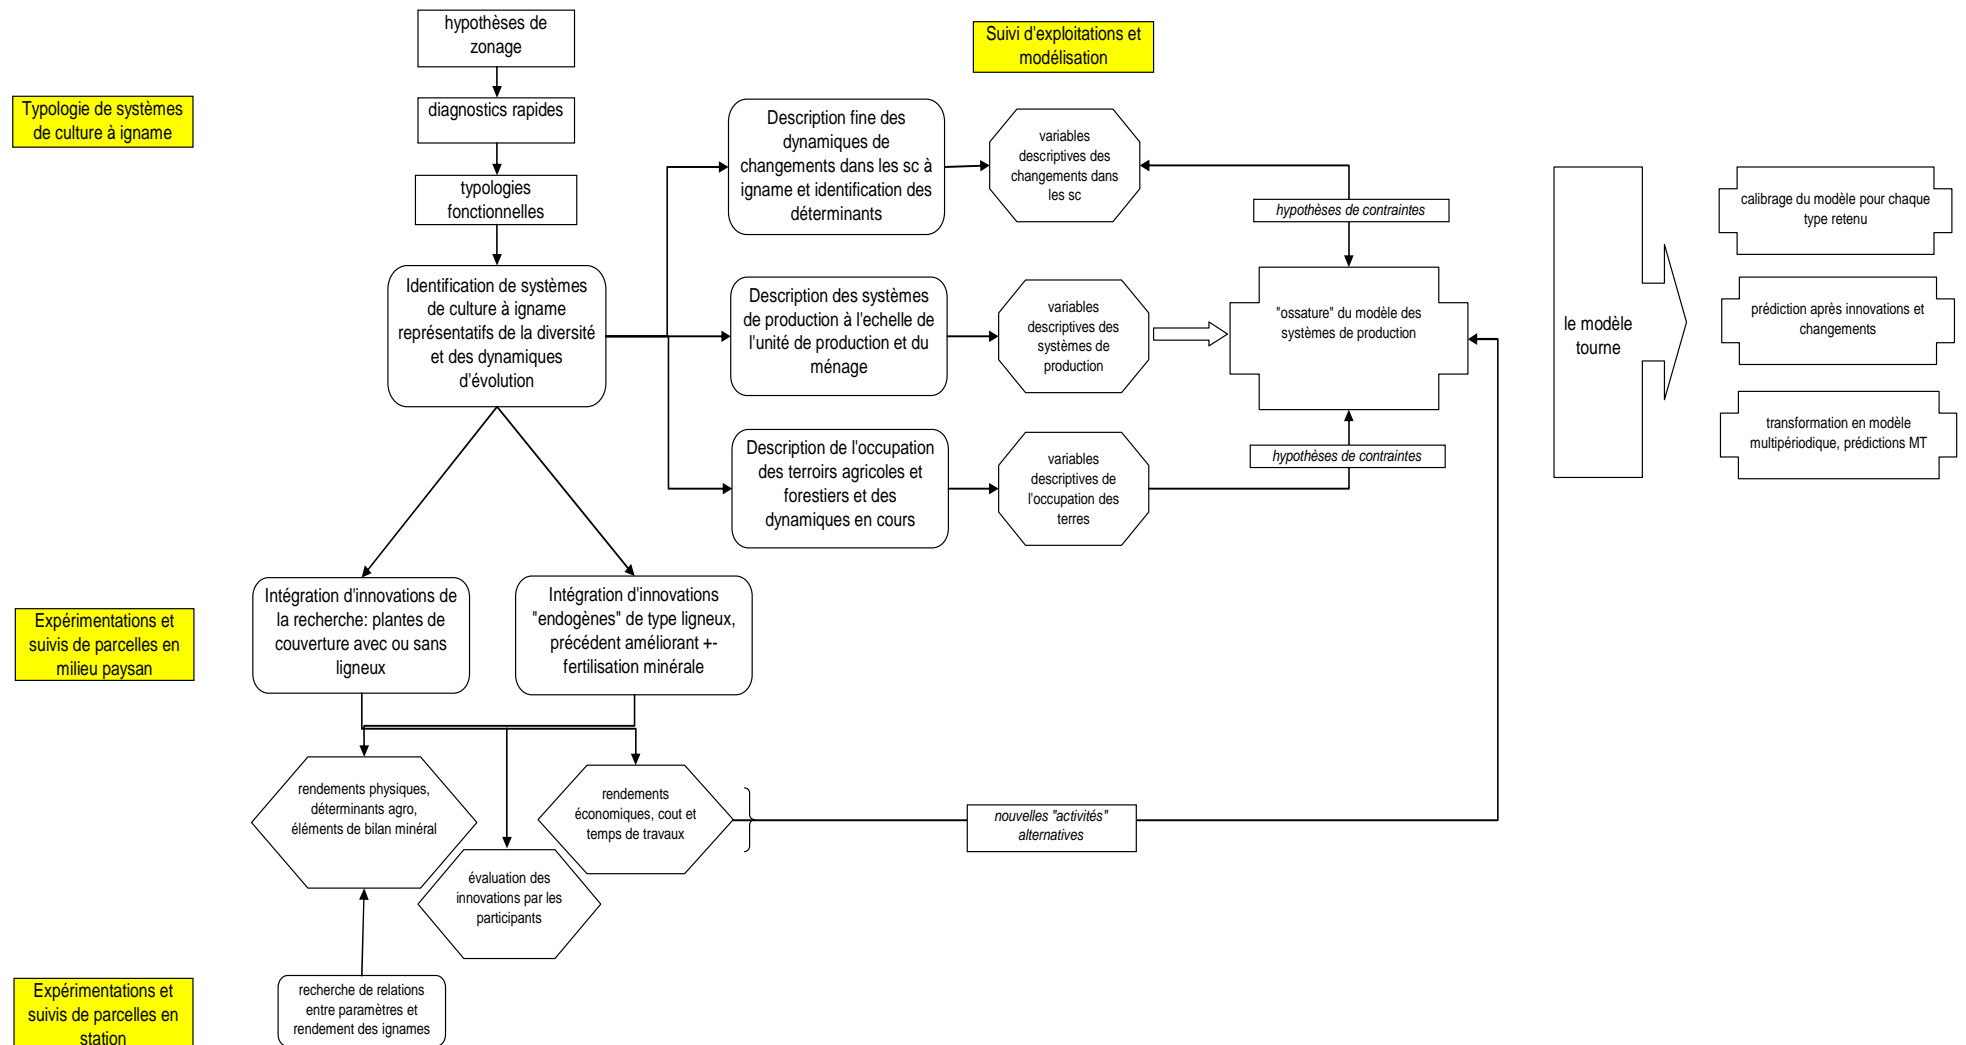 hypothèses de
zonage
Suivi d'exploitations et
modélisation
Typologie de systèmes
de culture à igname
diagnostics rapides
typologies
fonctionnelles
Identification de systèmes
de culture à igname
représentatifs de la diversité
et des dynamiques
d'évolution
Description fine des
dynamiques de
changements dans les sc à
igname et identification des
déterminants
variables
descriptives des
changements dans
les sc
hypothèses de contraintes
Description des systèmes
de production à l'echelle de
l'unité de production et du
ménage
variables
descriptives des
systèmes de
production
"ossature" du modèle des
systèmes de production
Description de l'occupation
des terroirs agricoles et
forestiers et des
dynamiques en cours
variables
descriptives de
l'occupation des
terres
hypothèses de contraintes
le modèle
tourne
calibrage du modèle pour chaque
type retenu
prédiction après innovations et
changements
transformation en modèle
multipériodique, prédictions MT
Expérimentations et
suivis de parcelles en
milieu paysan
Intégration d'innovations de
la recherche: plantes de
couverture avec ou sans
ligneux
Intégration d'innovations
"endogènes" de type ligneux,
précédent améliorant +-
fertilisation minérale
rendements physiques,
déterminants agro,
éléments de bilan minéral
rendements
économiques, cout et
temps de travaux
nouvelles "activités"
alternatives
évaluation des
innovations par les
participants
Expérimentations et
suivis de parcelles en
station
recherche de relations
entre paramètres et
rendement des ignames